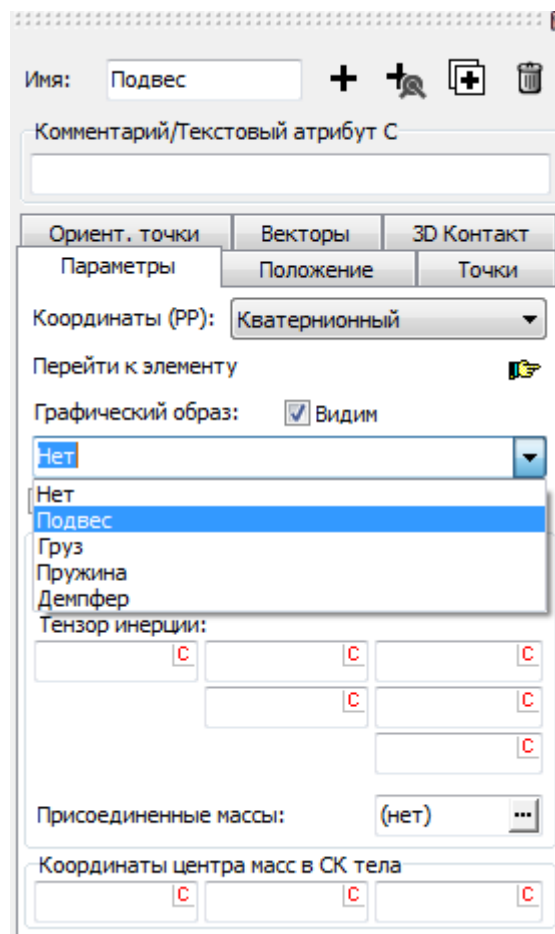 Имя: Подвес
Комментарий/Текстовый атрибут C
Ориент. точки Векторы 3D Контакт
Параметры Положение Точки
Координаты (PP): Кватернионный
Перейти к элементу
Графический образ: Видим
Нет
Нет
Подвес
Груз
Пружина
Демпфер
Тензор инерции:
C C C
C C
C
Присоединенные массы: (нет) ...
Координаты центра масс в СК тела
C C C